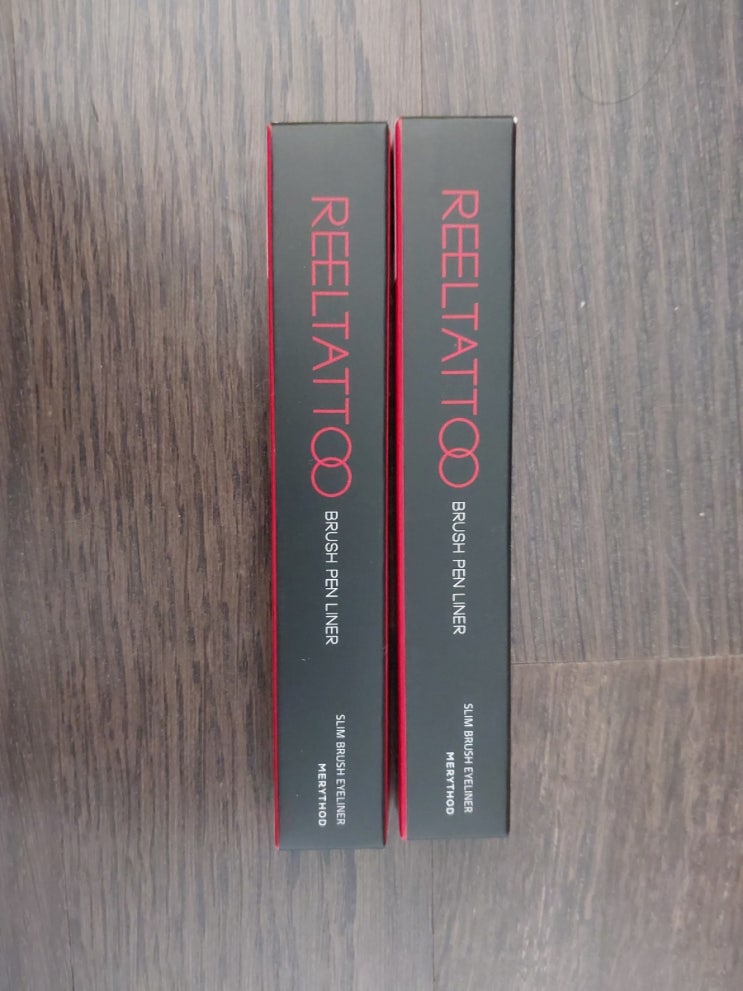 REELTATTOO BRUSH PEN LINER
SLIM BRUSH EYELINER
MERYTHOD
REELTATTOO BRUSH PEN LINER
SLIM BRUSH EYELINER
MERYTHOD